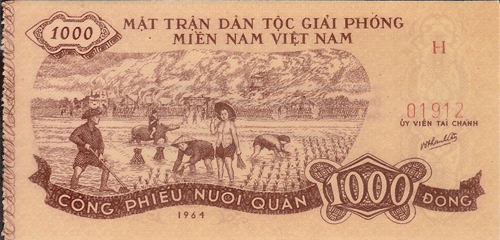 1000
MẶT TRẬN DÂN TỘC GIẢI PHÓNG
MIỀN NAM VIỆT NAM
H
01912
ỦY VIÊN TÀI CHÁNH
CÔNG PHIẾU NUÔI QUÂN
1000
ĐỒNG
1964